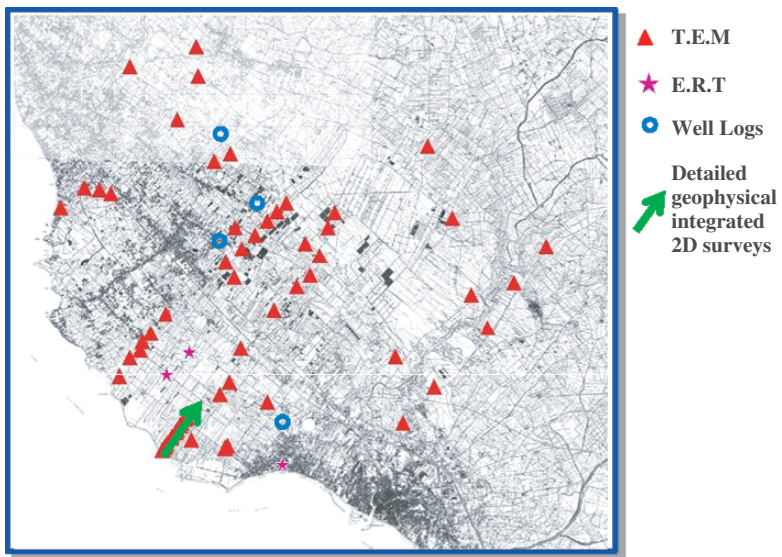 T.E.M
E.R.T
Well Logs
Detailed
geophysical
integrated
2D surveys